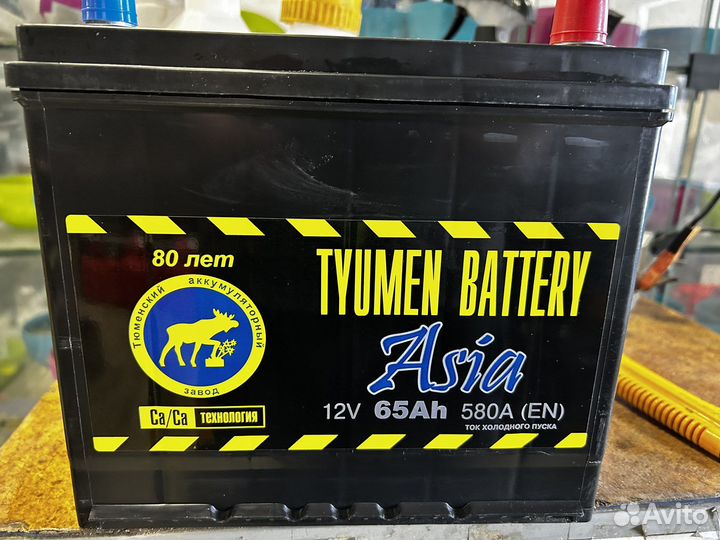 80 лет
Тюменский аккумуляторный
завод
Ca/Ca технология
TYUMEN BATTERY
Asia
12V 65Ah 580A (EN)
ТОК ХОЛОДНОГО ПУСКА
Avito